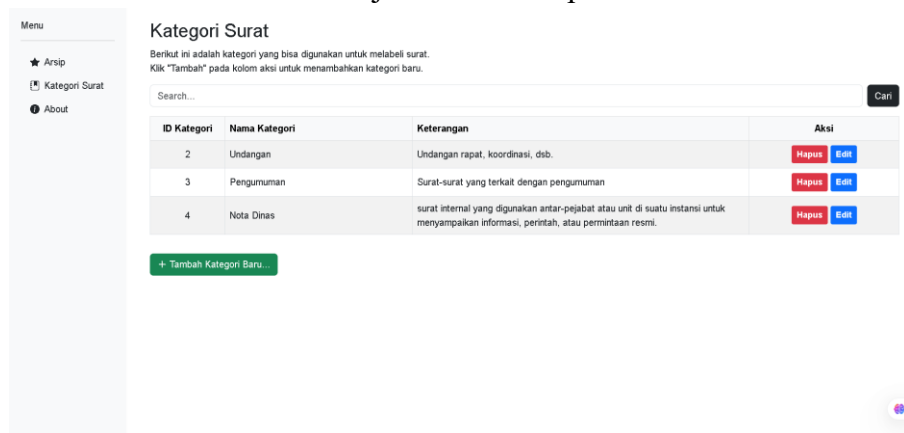 Menu
Arsip
Kategori Surat
About
Kategori Surat
Berikut ini adalah kategori yang bisa digunakan untuk melabeli surat.
Klik "Tambah" pada kolom aksi untuk menambahkan kategori baru.
Search...
Cari
ID Kategori Nama Kategori Keterangan Aksi
2 Undangan Undangan rapat, koordinasi, dsb. Hapus Edit
3 Pengumuman Surat-surat yang terkait dengan pengumuman Hapus Edit
4 Nota Dinas surat internal yang digunakan antar-pejabat atau unit di suatu instansi untuk
menyampaikan informasi, perintah, atau permintaan resmi. Hapus Edit
+ Tambah Kategori Baru...